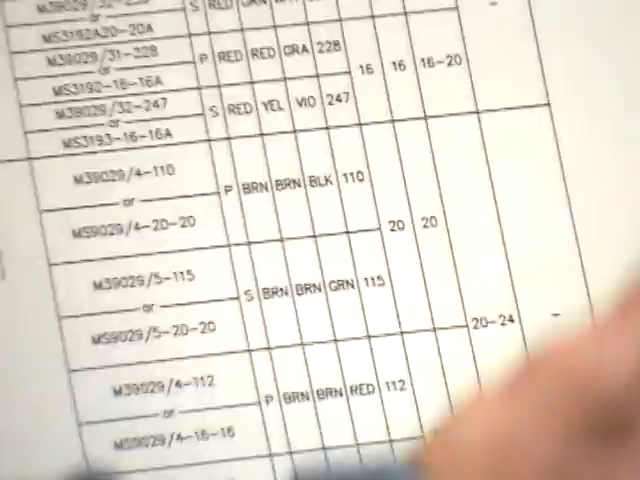 MS3192A20-20A
M39029/31-228 P RED RED GRA 228
or
MS3192-16-16A 16 16 16-20
M39029/32-247 S RED YEL VIO 247
or
MS3193-16-16A
M39029/4-110 P BRN BRN BLK 110
or
M39029/4-20-20 20 20
M39029/5-115 S BRN BRN GRN 115
or
M39029/5-20-20 20-24 -
M39029/4-112 P BRN BRN RED 112
or
M39029/4-16-16